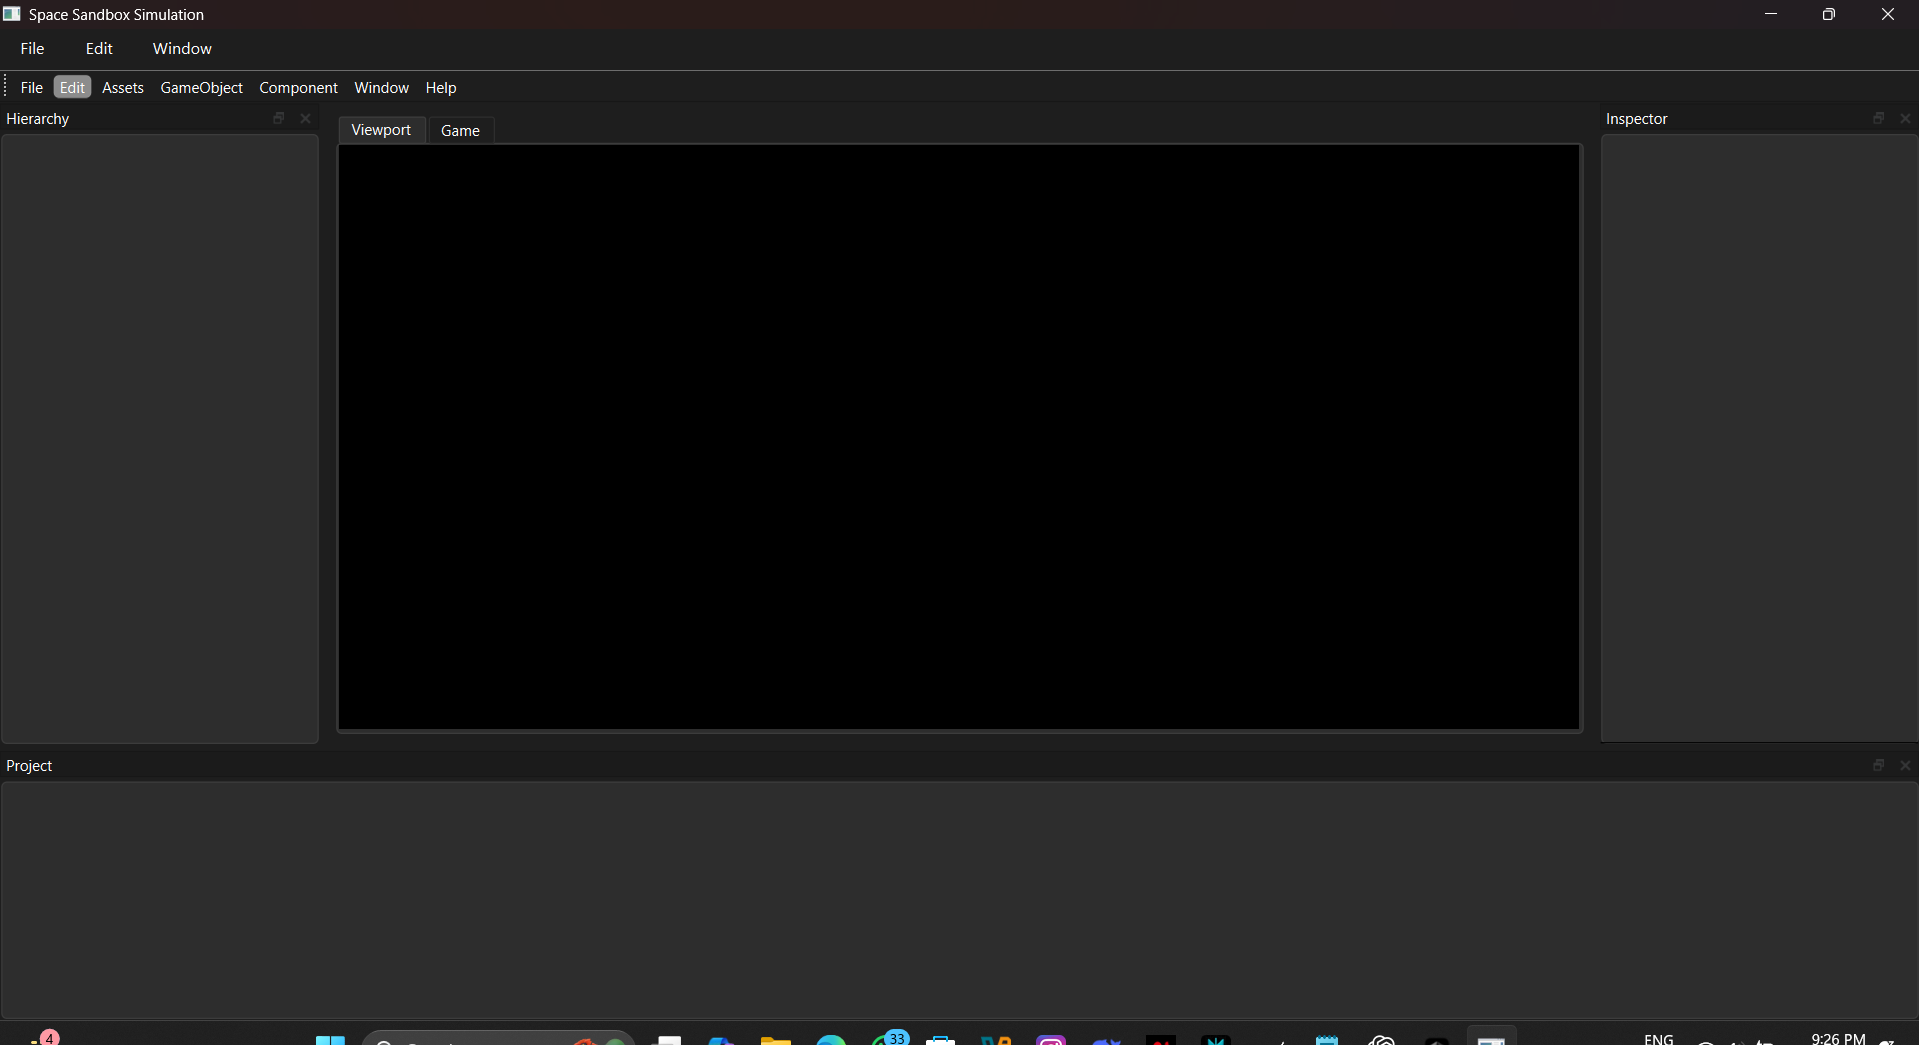 Space Sandbox Simulation
File Edit Window
File Edit Assets GameObject Component Window Help
Hierarchy
Viewport Game
Inspector
Project
4
33
ENG
9:26 PM